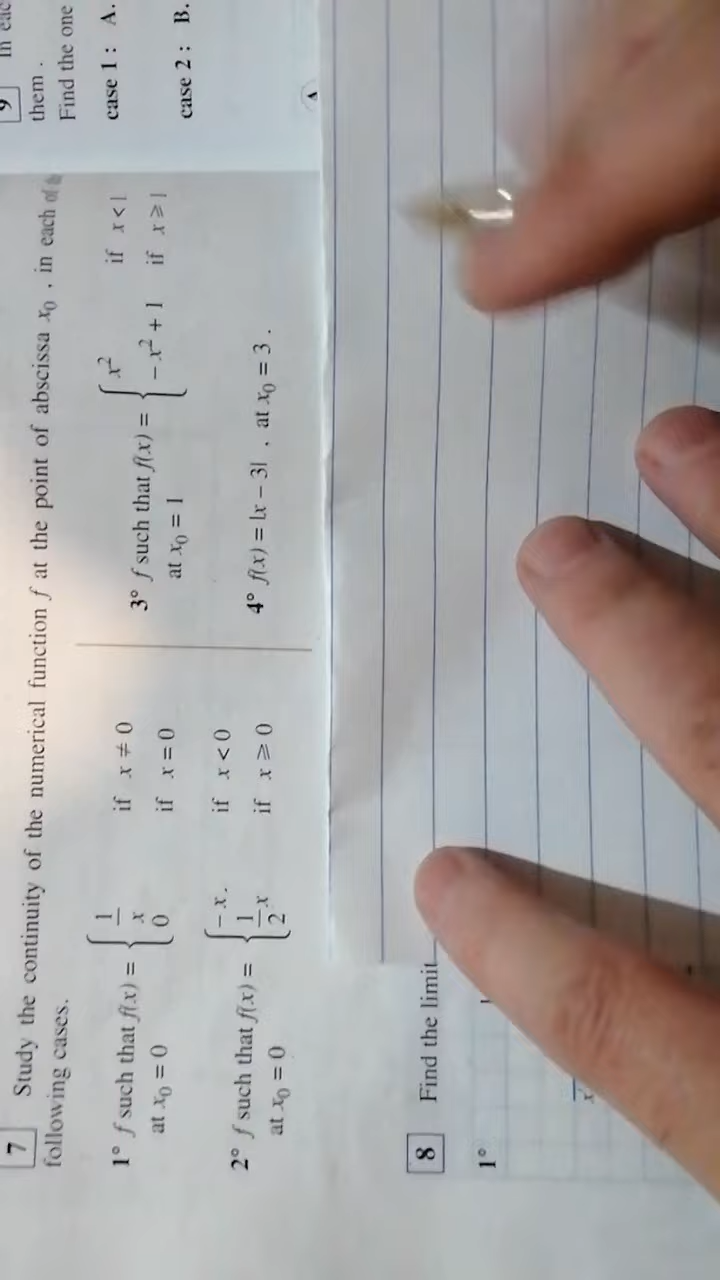 7 Study the continuity of the numerical function f at the point of abscissa x₀ , in each of
following cases.
1° f such that f(x) = { 1/x if x ≠ 0
0 if x = 0
at x₀ = 0
2° f such that f(x) = { −x. if x < 0
1/2 x if x ⩾ 0
at x₀ = 0
3° f such that f(x) = { x² if x < 1
− x² + 1 if x ⩾ 1
at x₀ = 1
4° f(x) = |x − 3| , at x₀ = 3 .
8 Find the limit
1°
x
9 In eac
them .
Find the one
case 1 : A.
case 2 : B.
A